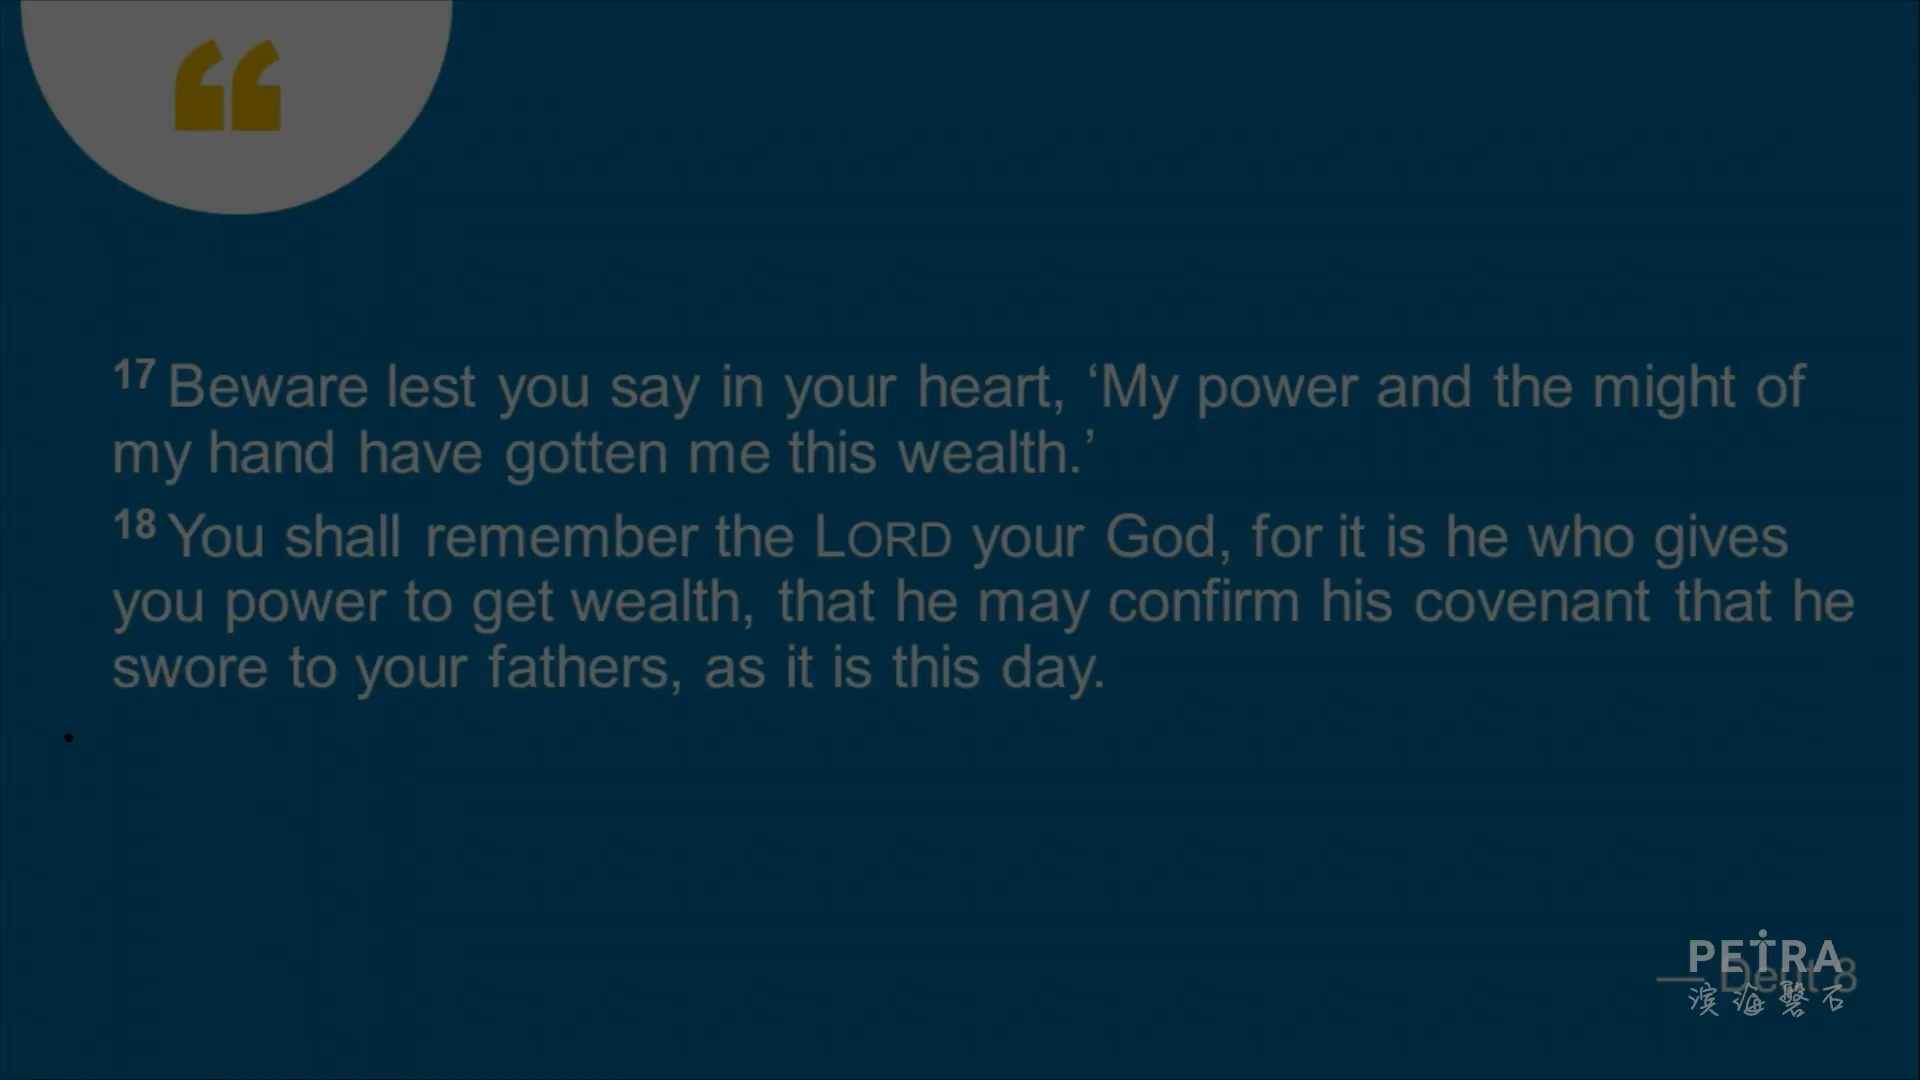 “
17 Beware lest you say in your heart, ‘My power and the might of
my hand have gotten me this wealth.’
18 You shall remember the LORD your God, for it is he who gives
you power to get wealth, that he may confirm his covenant that he
swore to your fathers, as it is this day.
— Deut 8
PETRA
滨海磐石